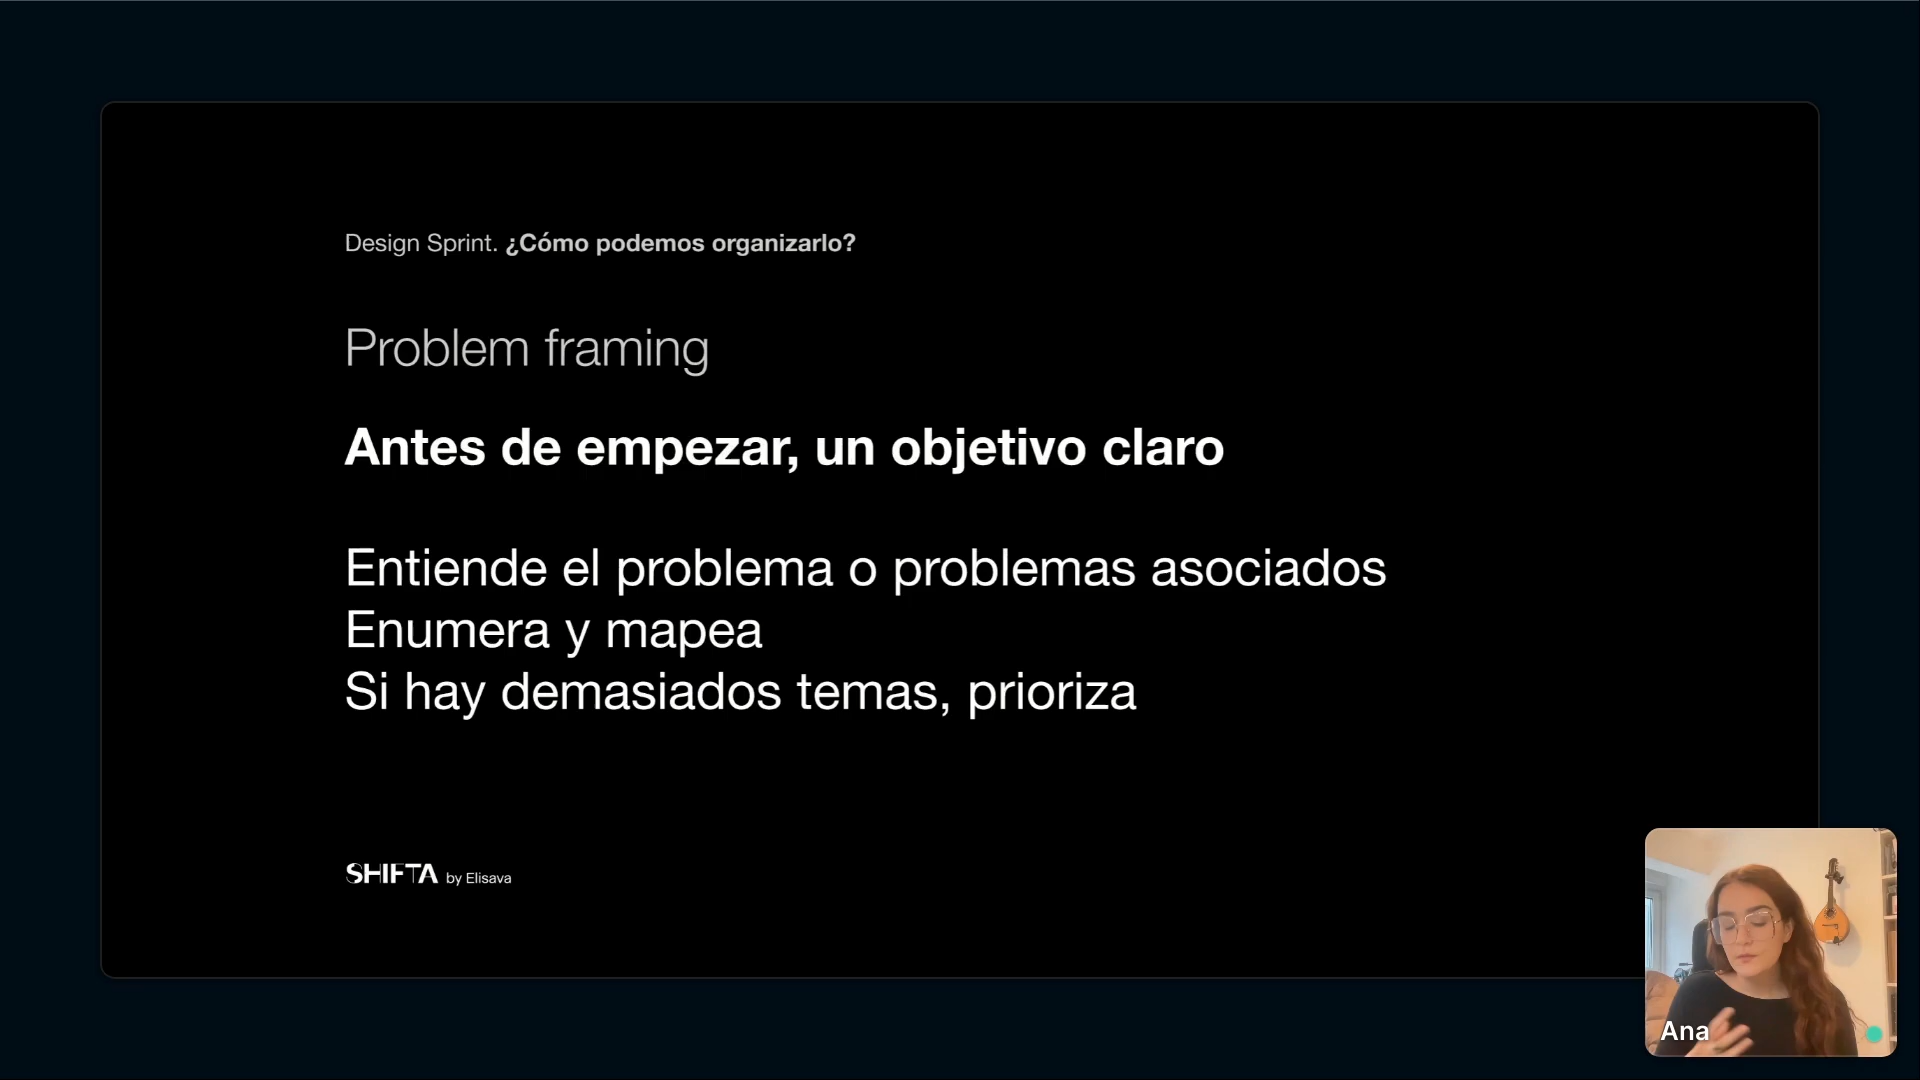 Design Sprint. ¿Cómo podemos organizarlo?
Problem framing
Antes de empezar, un objetivo claro
Entiende el problema o problemas asociados
Enumera y mapea
Si hay demasiados temas, prioriza
SHIFTA by Elisava
Ana